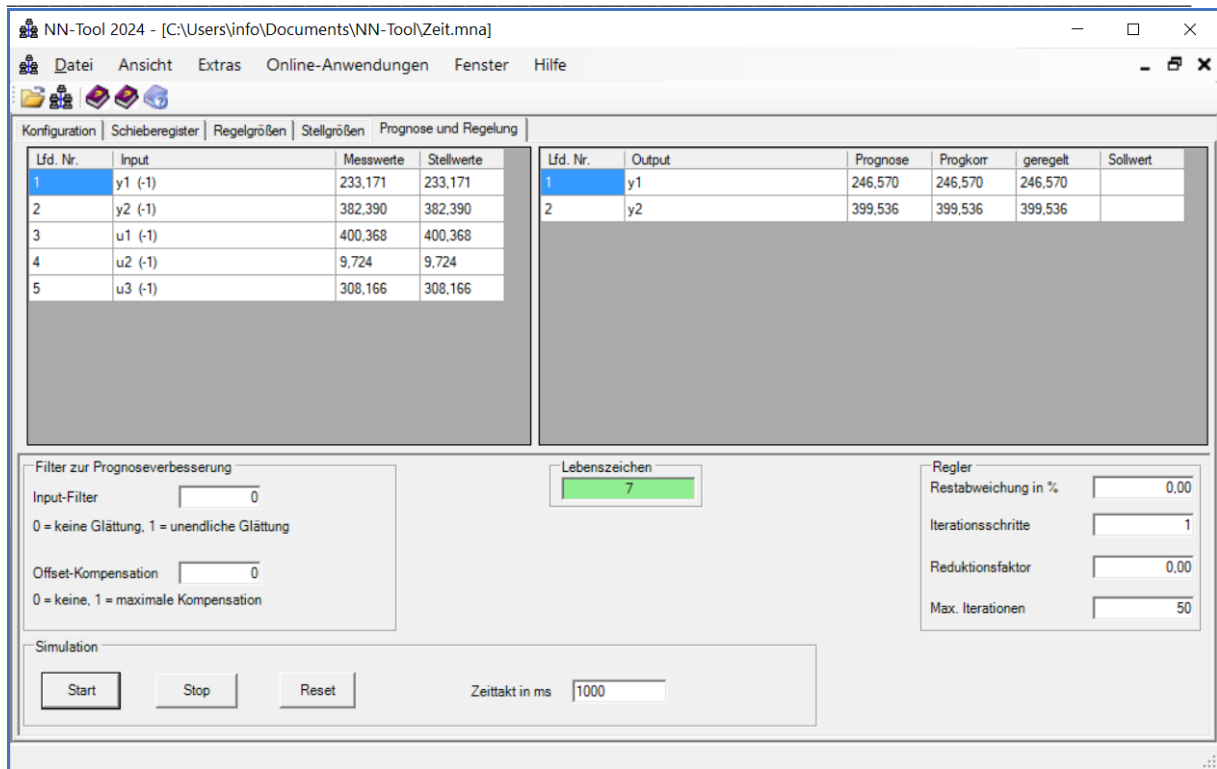 NN-Tool 2024 - [C:\Users\info\Documents\NN-Tool\Zeit.mna]
Datei Ansicht Extras Online-Anwendungen Fenster Hilfe
Konfiguration Schieberegister Regelgrößen Stellgrößen Prognose und Regelung
Lfd. Nr. Input Messwerte Stellwerte
1 y1 (-1) 233,171 233,171
2 y2 (-1) 382,390 382,390
3 u1 (-1) 400,368 400,368
4 u2 (-1) 9,724 9,724
5 u3 (-1) 308,166 308,166
Lfd. Nr. Output Prognose Progkorr geregelt Sollwert
1 y1 246,570 246,570 246,570
2 y2 399,536 399,536 399,536
Filter zur Prognoseverbesserung
Input-Filter 0
0 = keine Glättung, 1 = unendliche Glättung
Offset-Kompensation 0
0 = keine, 1 = maximale Kompensation
Lebenszeichen
7
Regler
Restabweichung in % 0,00
Iterationsschritte 1
Reduktionsfaktor 0,00
Max. Iterationen 50
Simulation
Start Stop Reset Zeittakt in ms 1000